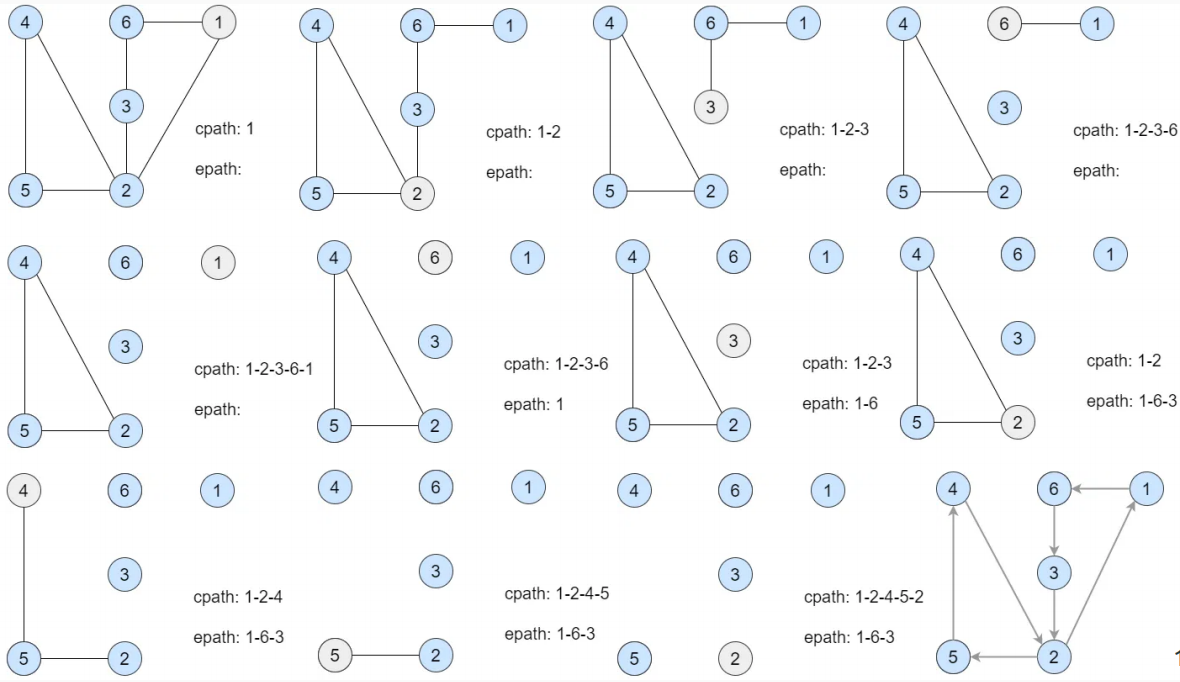 4 6 1
3
5 2
cpath: 1
epath:
4 6 1
3
5 2
cpath: 1-2
epath:
4 6 1
3
5 2
cpath: 1-2-3
epath:
4 6 1
3
5 2
cpath: 1-2-3-6
epath:
4 6 1
3
5 2
cpath: 1-2-3-6-1
epath:
4 6 1
3
5 2
cpath: 1-2-3-6
epath: 1
4 6 1
3
5 2
cpath: 1-2-3
epath: 1-6
4 6 1
3
5 2
cpath: 1-2
epath: 1-6-3
4 6 1
3
5 2
cpath: 1-2-4
epath: 1-6-3
4 6 1
3
5 2
cpath: 1-2-4-5
epath: 1-6-3
4 6 1
3
5 2
cpath: 1-2-4-5-2
epath: 1-6-3
4 6 1
3
5 2